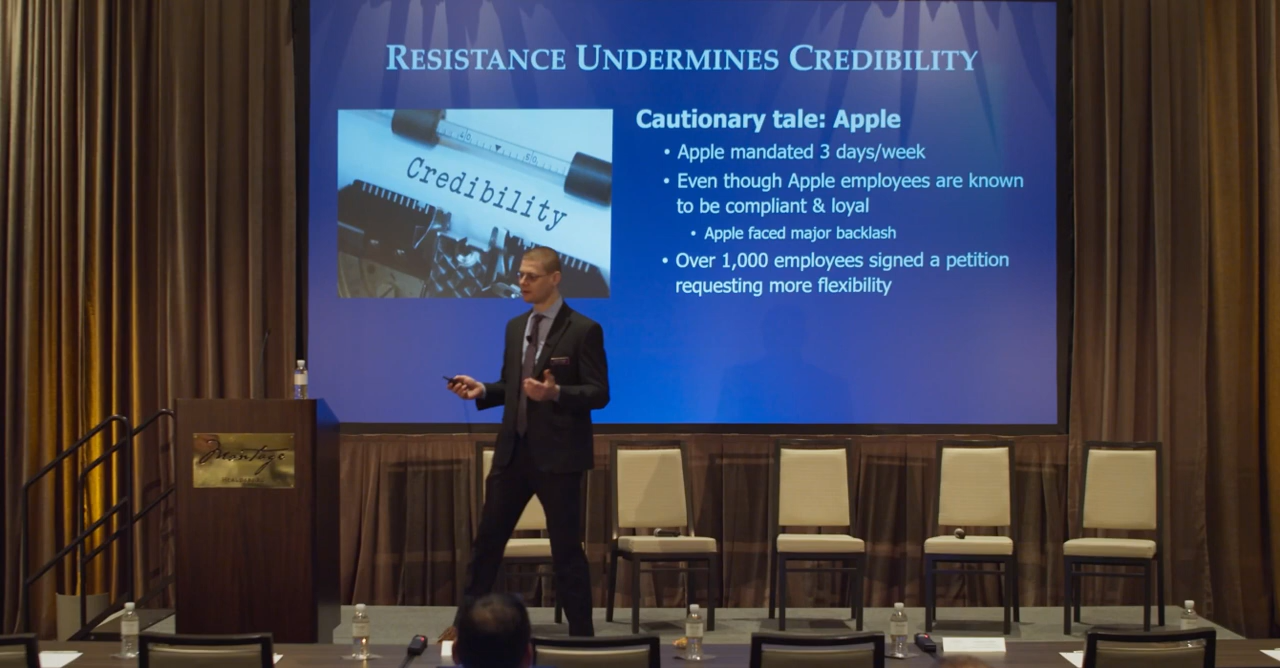 RESISTANCE UNDERMINES CREDIBILITY
Credibility
Cautionary tale: Apple
• Apple mandated 3 days/week
• Even though Apple employees are known
to be compliant & loyal
• Apple faced major backlash
• Over 1,000 employees signed a petition
requesting more flexibility
Montage